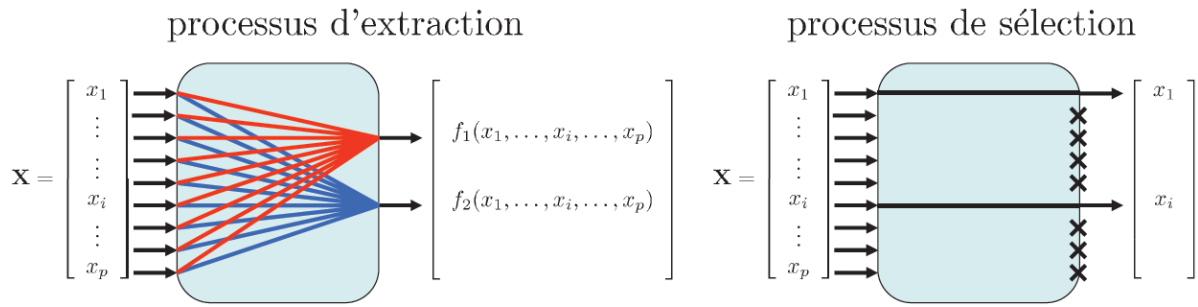 processus d'extraction
x₁
⋮
⋮
X = xᵢ
⋮
⋮
xₚ
f₁(x₁, . . . , xᵢ, . . . , xₚ)
f₂(x₁, . . . , xᵢ, . . . , xₚ)
processus de sélection
x₁
⋮
⋮
X = xᵢ
⋮
⋮
xₚ
x₁
xᵢ